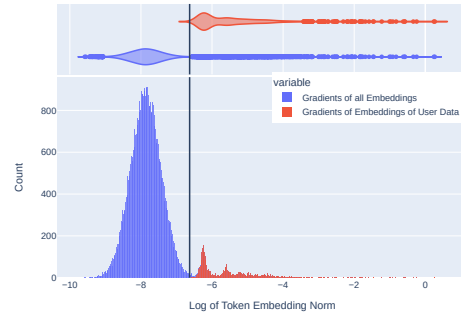 variable
Gradients of all Embeddings
Gradients of Embeddings of User Data
Count
800
600
400
200
0
−10
−8
−6
−4
−2
0
Log of Token Embedding Norm